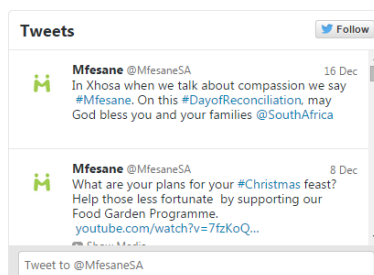 Tweets
Follow
Mfesane @MfesaneSA 16 Dec
In Xhosa when we talk about compassion we say
#Mfesane. On this #DayofReconciliation, may
God bless you and your families @SouthAfrica
Mfesane @MfesaneSA 8 Dec
What are your plans for your #Christmas feast?
Help those less fortunate by supporting our
Food Garden Programme.
youtube.com/watch?v=7fzKoQ...
Show Media
Tweet to @MfesaneSA